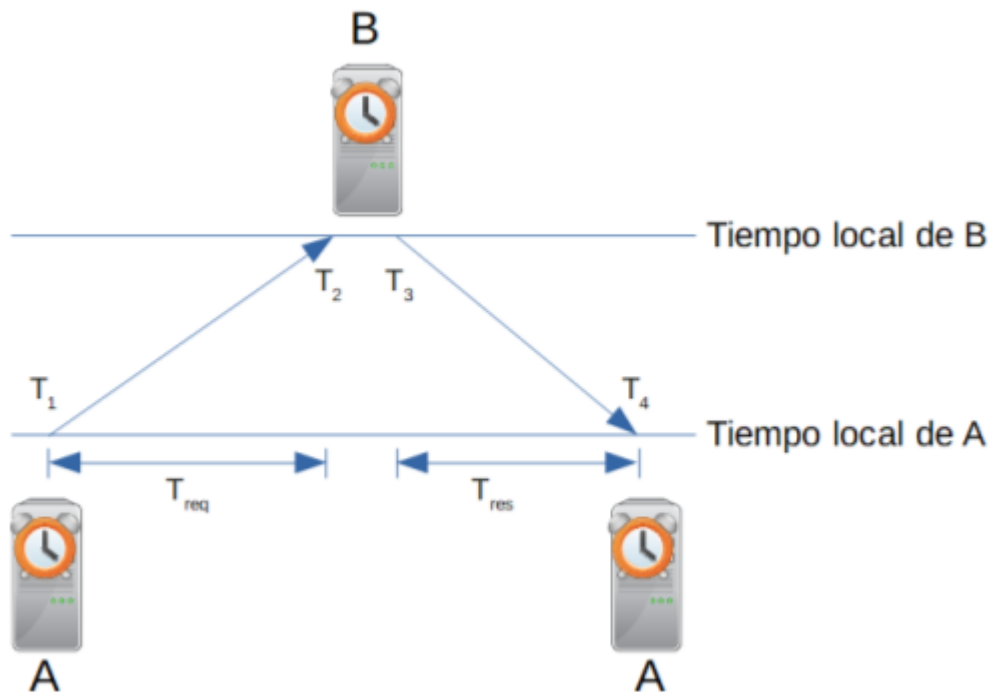 B
Tiempo local de B
T2 T3
T1
T4
Tiempo local de A
Treq
Tres
A
A